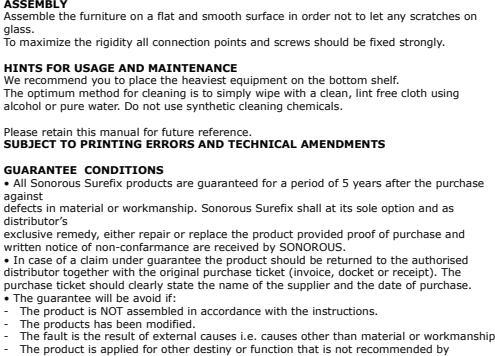 ASSEMBLY
Assemble the furniture on a flat and smooth surface in order not to let any scratches on
glass.
To maximize the rigidity all connection points and screws should be fixed strongly.
HINTS FOR USAGE AND MAINTENANCE
We recommend you to place the heaviest equipment on the bottom shelf.
The optimum method for cleaning is to simply wipe with a clean, lint free cloth using
alcohol or pure water. Do not use synthetic cleaning chemicals.
Please retain this manual for future reference.
SUBJECT TO PRINTING ERRORS AND TECHNICAL AMENDMENTS
GUARANTEE CONDITIONS
• All Sonorous Surefix products are guaranteed for a period of 5 years after the purchase
against
defects in material or workmanship. Sonorous Surefix shall at its sole option and as
distributor's
exclusive remedy, either repair or replace the product provided proof of purchase and
written notice of non-conformance are received by SONOROUS.
• In case of a claim under guarantee the product should be returned to the authorised
distributor together with the original purchase ticket (invoice, docket or receipt). The
purchase ticket should clearly state the name of the supplier and the date of purchase.
• The guarantee will be avoid if:
- The product is NOT assembled in accordance with the instructions.
- The products has been modified.
- The fault is the result of external causes i.e. causes other than material or workmanship
- The product is applied for other destiny or function that is not recommended by